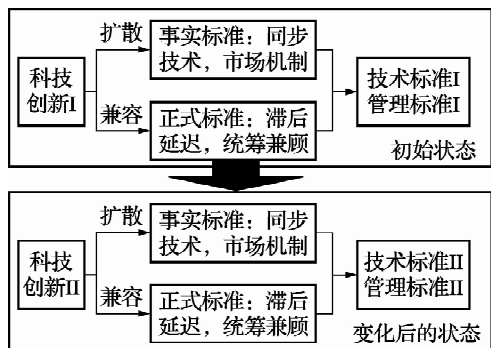 科技
创新I
扩散
兼容
事实标准：同步
技术，市场机制
正式标准：滞后
延迟，统筹兼顾
技术标准I
管理标准I
初始状态
科技
创新II
扩散
兼容
事实标准：同步
技术，市场机制
正式标准：滞后
延迟，统筹兼顾
技术标准II
管理标准II
变化后的状态